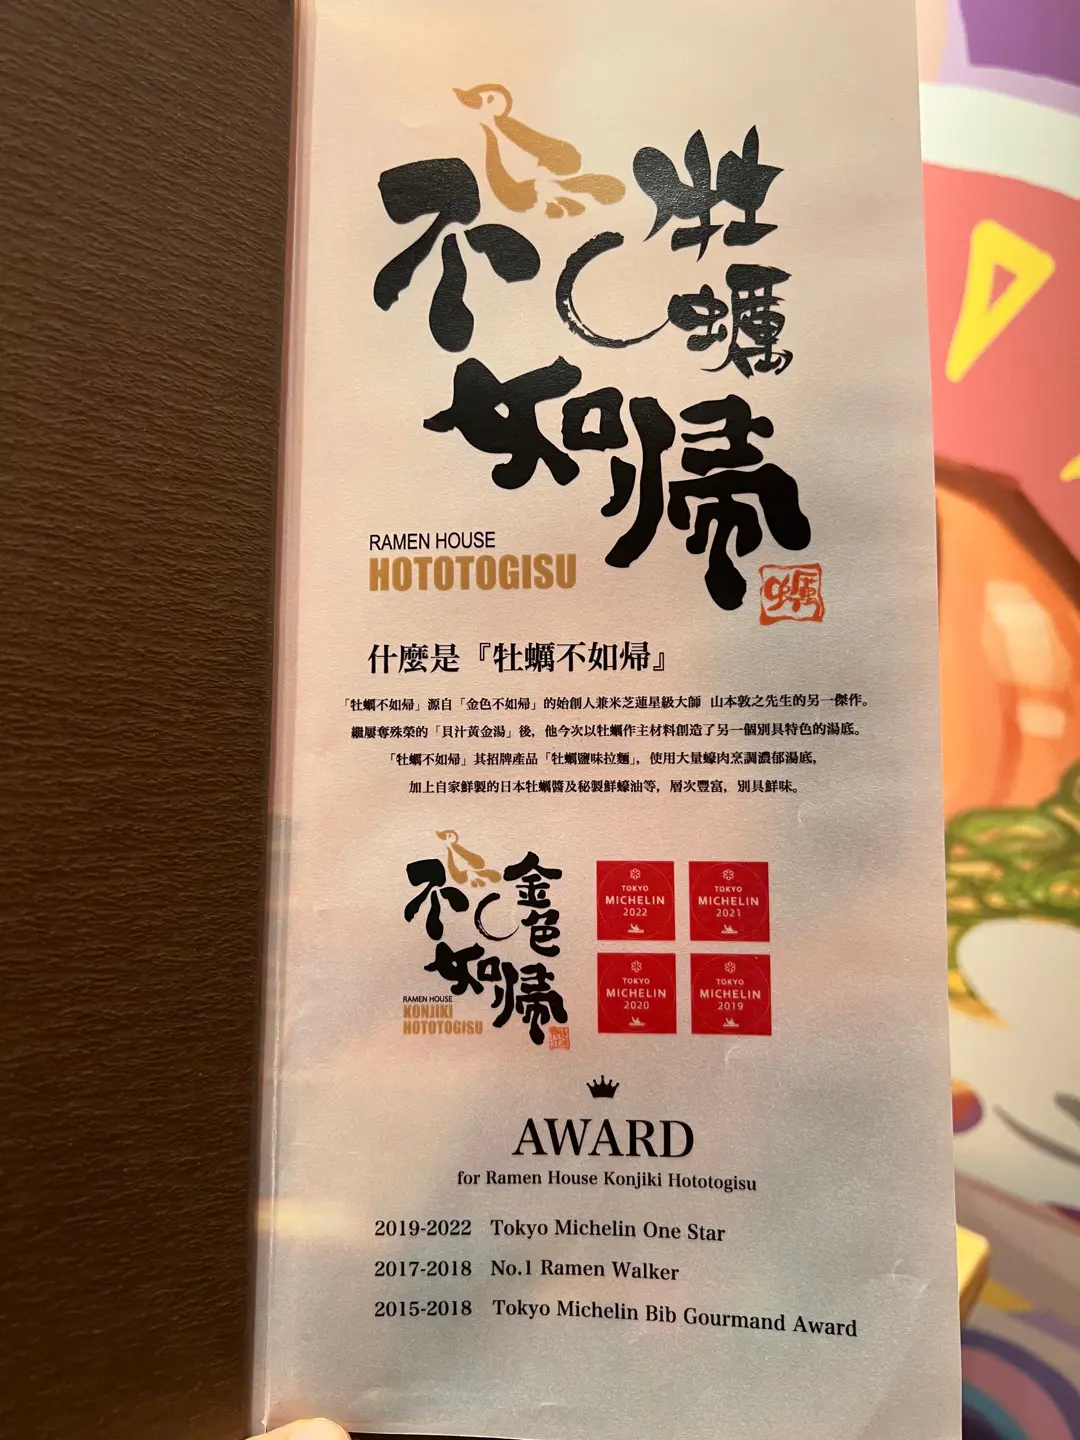 牡蠣
不如帰
RAMEN HOUSE
HOTOTOGISU
蠣
什麼是『牡蠣不如帰』
「牡蠣不如帰」源自「金色不如帰」的始創人兼米芝蓮星級大師 山本敦之先生的另一傑作。
繼屢奪殊榮的「貝汁黃金湯」後，他今次以牡蠣作主材料創造了另一個別具特色的湯底。
「牡蠣不如帰」其招牌產品「牡蠣鹽味拉麵」，使用大量蠔肉烹調濃郁湯底，
加上自家鮮製的日本牡蠣醬及秘製鮮蠔油等，層次豐富，別具鮮味。
金色
不如帰
RAMEN HOUSE
KONJIKI
HOTOTOGISU
TOKYO
MICHELIN
2022
TOKYO
MICHELIN
2021
TOKYO
MICHELIN
2020
TOKYO
MICHELIN
2019
AWARD
for Ramen House Konjiki Hototogisu
2019-2022 Tokyo Michelin One Star
2017-2018 No.1 Ramen Walker
2015-2018 Tokyo Michelin Bib Gourmand Award